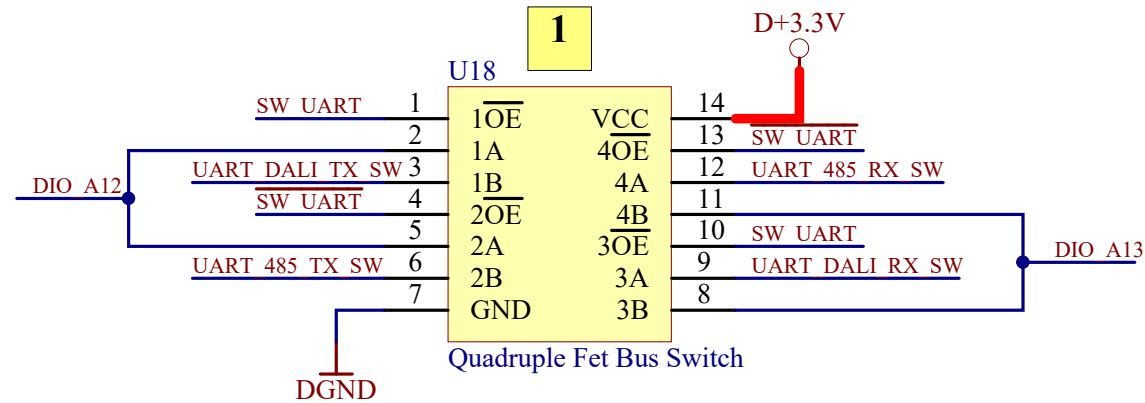 1
D+3.3V
U18
SW UART 1 1OE VCC 14
2 1A 4OE 13 SW UART
UART DALI TX SW 3 1B 4A 12 UART 485 RX SW
DIO A12
SW UART 4 2OE 4B 11
5 2A 3OE 10 SW UART
DIO A13
UART 485 TX SW 6 2B 3A 9 UART DALI RX SW
7 GND 3B 8
Quadruple Fet Bus Switch
DGND